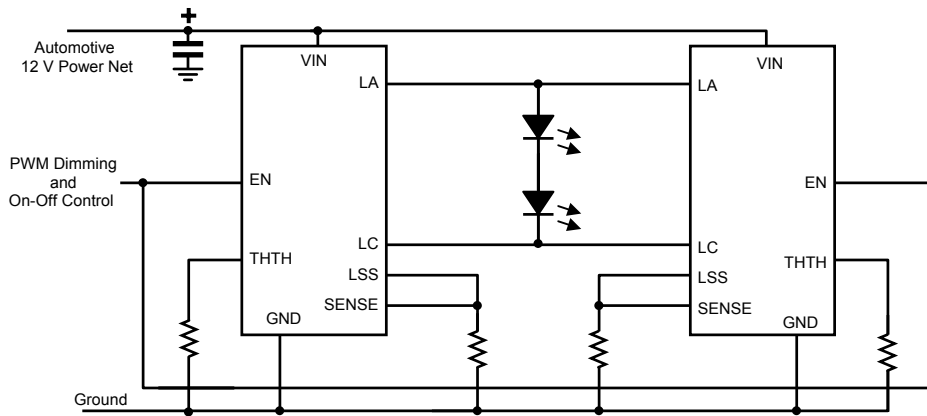 +
Automotive
12 V Power Net
VIN
VIN
LA
LA
PWM Dimming
and
On-Off Control
EN
EN
LC
LC
THTH
LSS
LSS
THTH
SENSE
SENSE
GND
GND
Ground